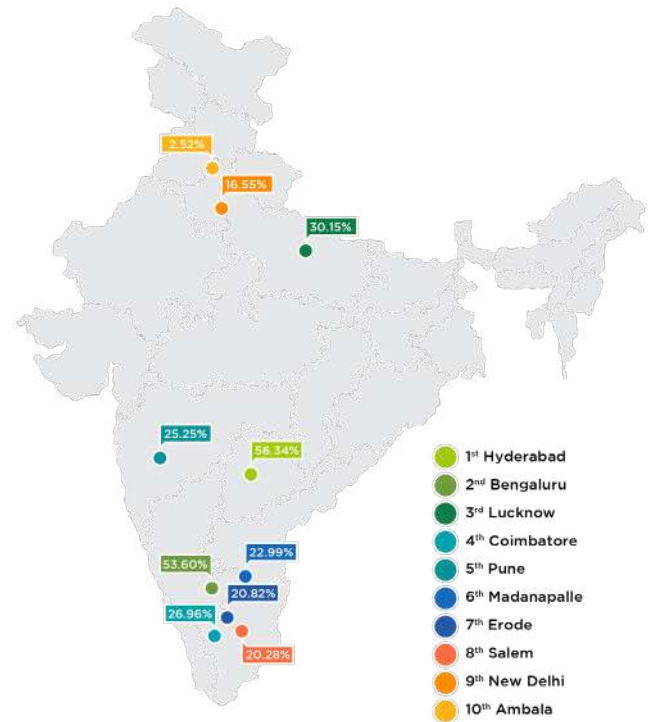 2.52%
16.55%
30.15%
25.25%
56.34%
1st Hyderabad
2nd Bengaluru
3rd Lucknow
4th Coimbatore
5th Pune
6th Madanapalle
7th Erode
8th Salem
9th New Delhi
10th Ambala
22.99%
53.60%
20.82%
26.96%
20.28%